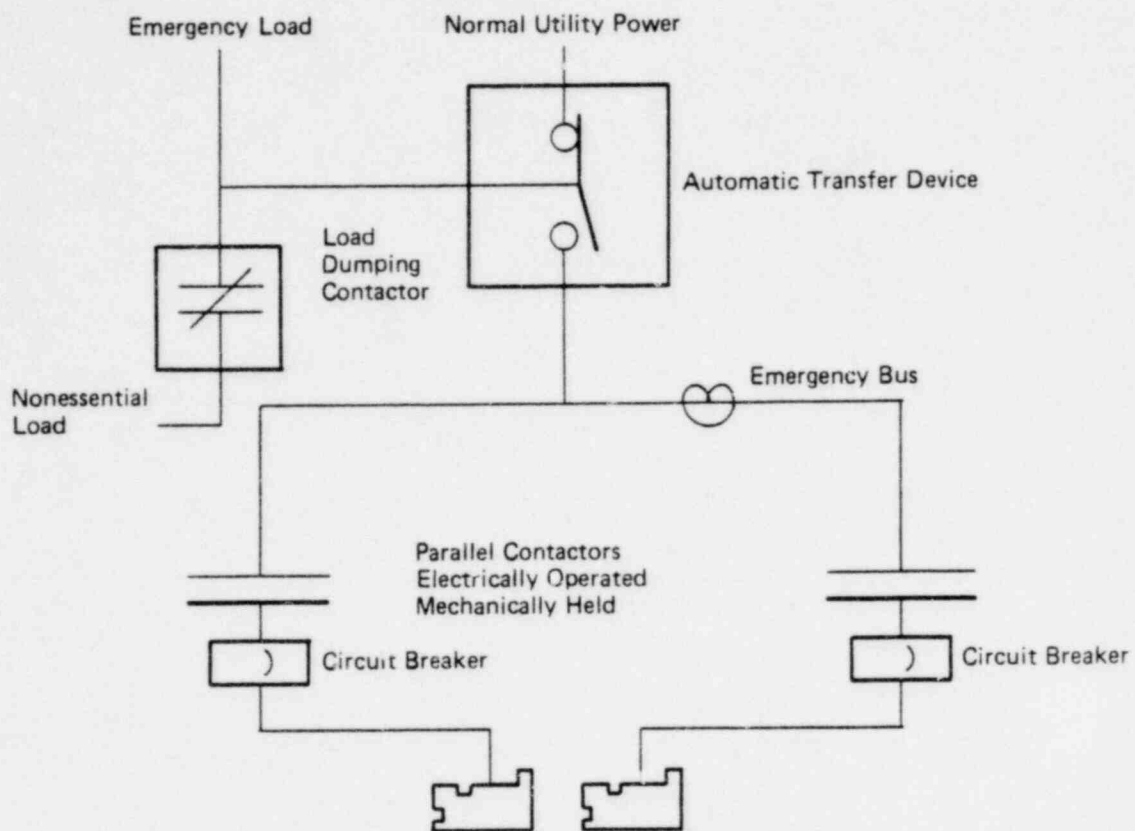 Emergency Load
Normal Utility Power
Automatic Transfer Device
Load
Dumping
Contactor
Nonessential
Load
Emergency Bus
Parallel Contactors
Electrically Operated
Mechanically Held
Circuit Breaker
Circuit Breaker